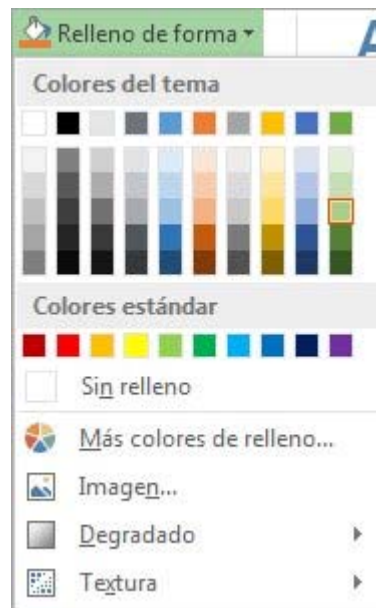 Relleno de forma
Colores del tema
Colores estándar
Sin relleno
Más colores de relleno...
Imagen...
Degradado
Textura